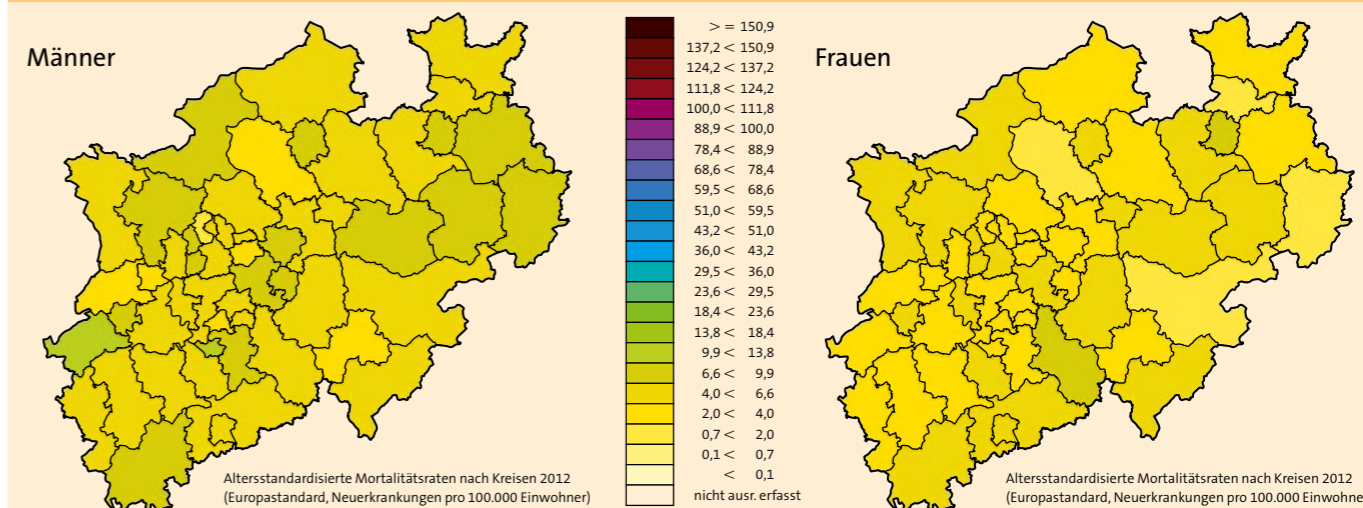 Männer
> = 150,9
137,2 < 150,9
124,2 < 137,2
111,8 < 124,2
100,0 < 111,8
88,9 < 100,0
78,4 < 88,9
68,6 < 78,4
59,5 < 68,6
51,0 < 59,5
43,2 < 51,0
36,0 < 43,2
29,5 < 36,0
23,6 < 29,5
18,4 < 23,6
13,8 < 18,4
9,9 < 13,8
6,6 < 9,9
4,0 < 6,6
2,0 < 4,0
0,7 < 2,0
0,1 < 0,7
< 0,1
nicht ausr. erfasst
Altersstandardisierte Mortalitätsraten nach Kreisen 2012
(Europastandard, Neuerkrankungen pro 100.000 Einwohner)
Frauen
Altersstandardisierte Mortalitätsraten nach Kreisen 2012
(Europastandard, Neuerkrankungen pro 100.000 Einwohne